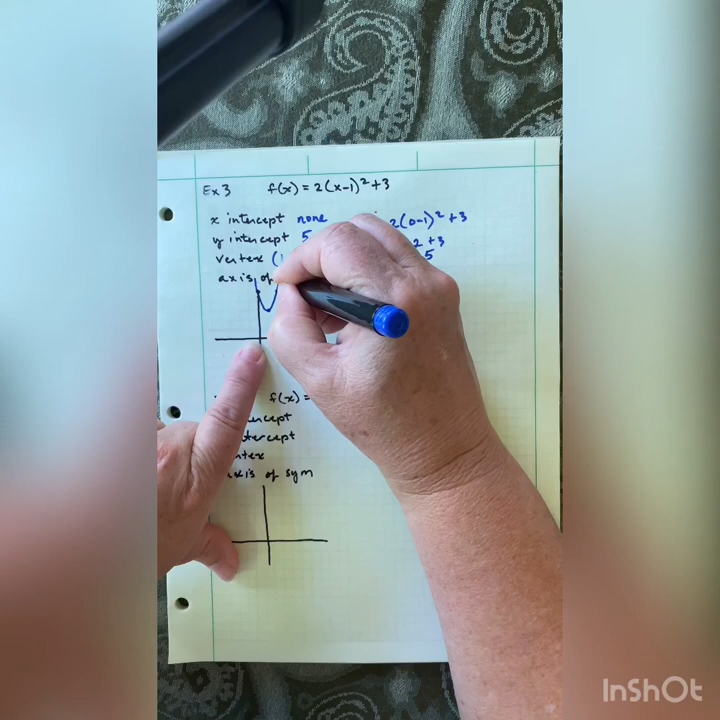 Ex 3 f(x) = 2(x-1)² + 3
x intercept none 2(0-1)² + 3
y intercept 5 2 + 3
vertex (1 5
axis of
f(x) =
axis of sym
InShOt